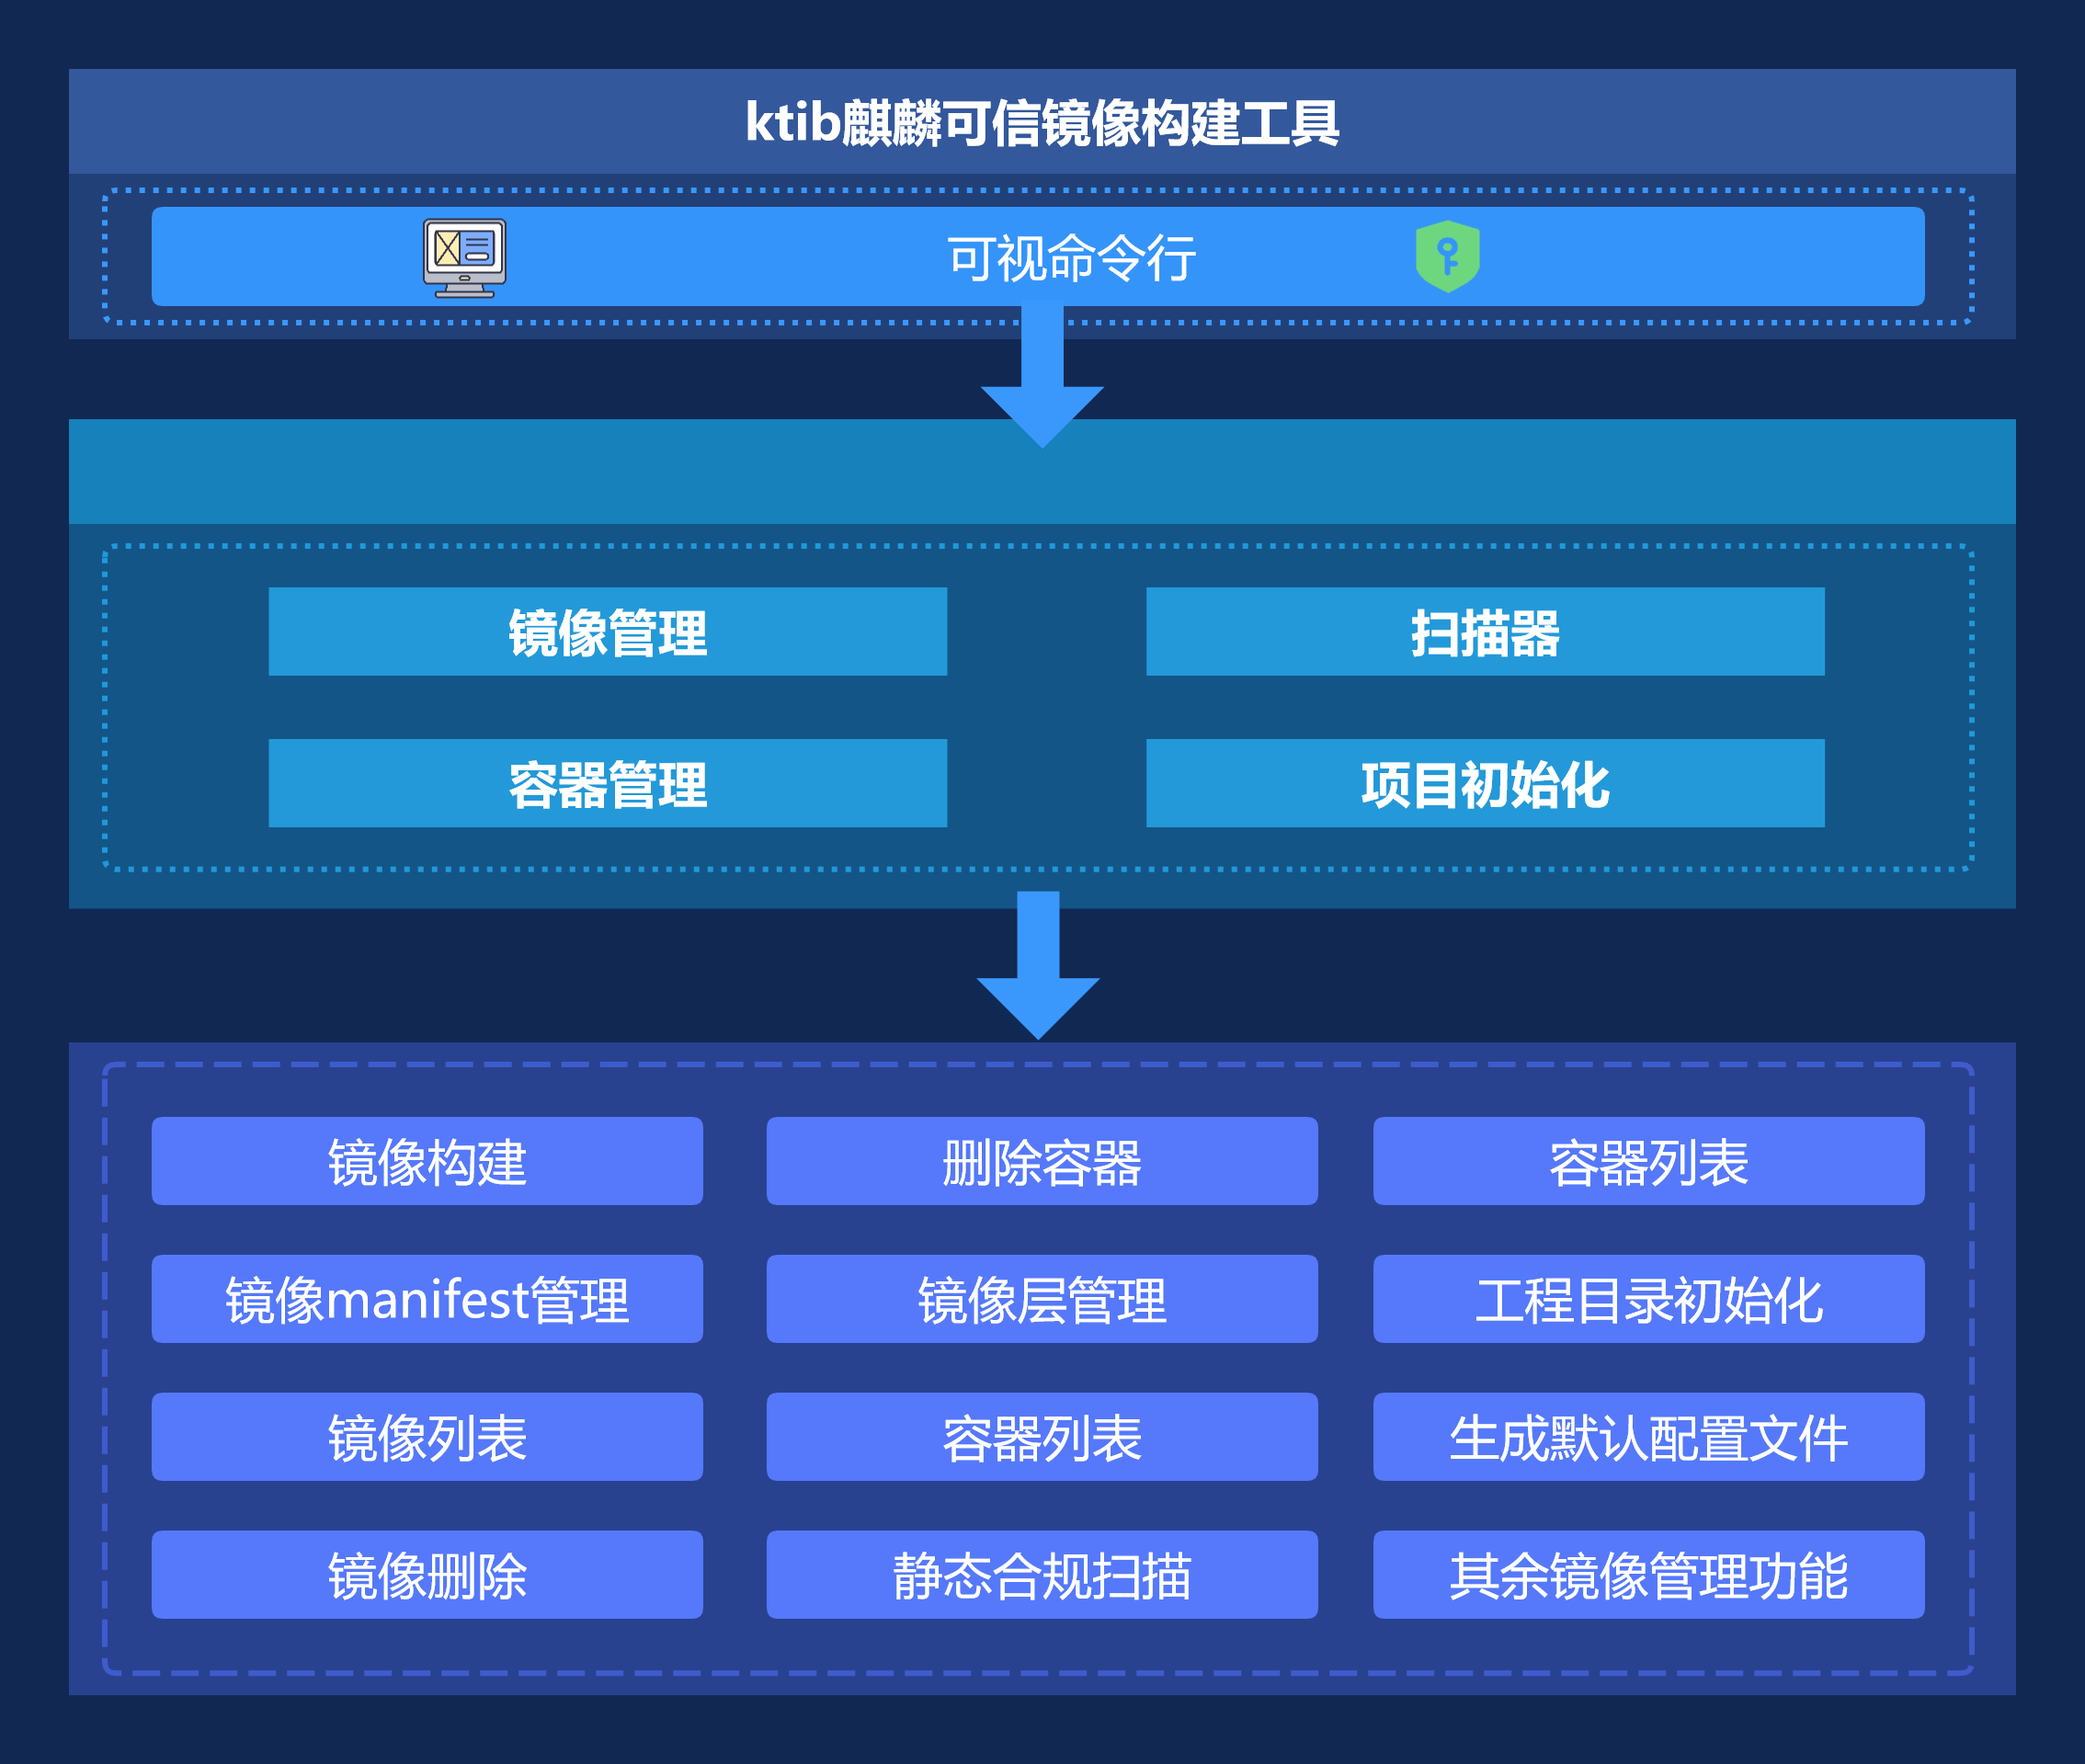 ktib麒麟可信镜像构建工具
可视命令行
镜像管理
扫描器
容器管理
项目初始化
镜像构建
删除容器
容器列表
镜像manifest管理
镜像层管理
工程目录初始化
镜像列表
容器列表
生成默认配置文件
镜像删除
静态合规扫描
其余镜像管理功能